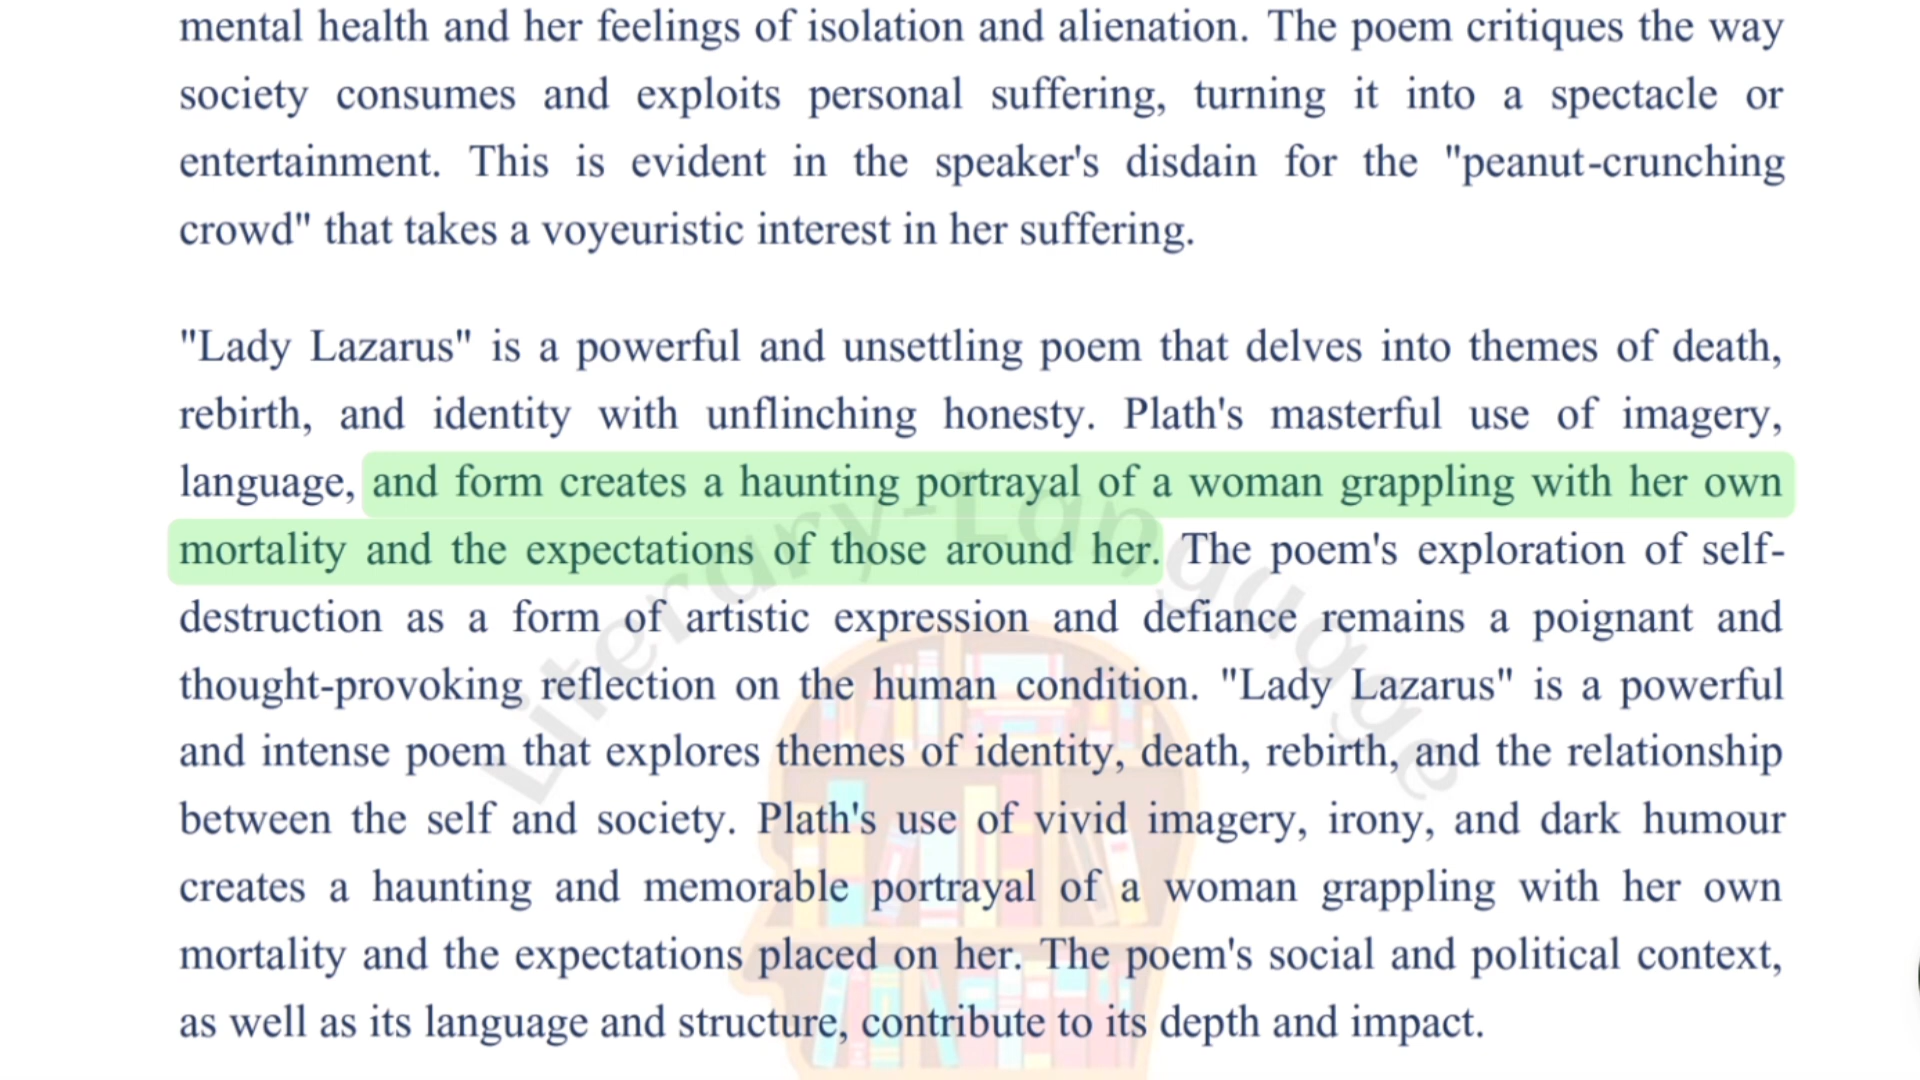 mental health and her feelings of isolation and alienation. The poem critiques the way
society consumes and exploits personal suffering, turning it into a spectacle or
entertainment. This is evident in the speaker's disdain for the "peanut-crunching
crowd" that takes a voyeuristic interest in her suffering.
"Lady Lazarus" is a powerful and unsettling poem that delves into themes of death,
rebirth, and identity with unflinching honesty. Plath's masterful use of imagery,
language, and form creates a haunting portrayal of a woman grappling with her own
mortality and the expectations of those around her. The poem's exploration of self-
destruction as a form of artistic expression and defiance remains a poignant and
thought-provoking reflection on the human condition. "Lady Lazarus" is a powerful
and intense poem that explores themes of identity, death, rebirth, and the relationship
between the self and society. Plath's use of vivid imagery, irony, and dark humour
creates a haunting and memorable portrayal of a woman grappling with her own
mortality and the expectations placed on her. The poem's social and political context,
as well as its language and structure, contribute to its depth and impact.
Literary-Language